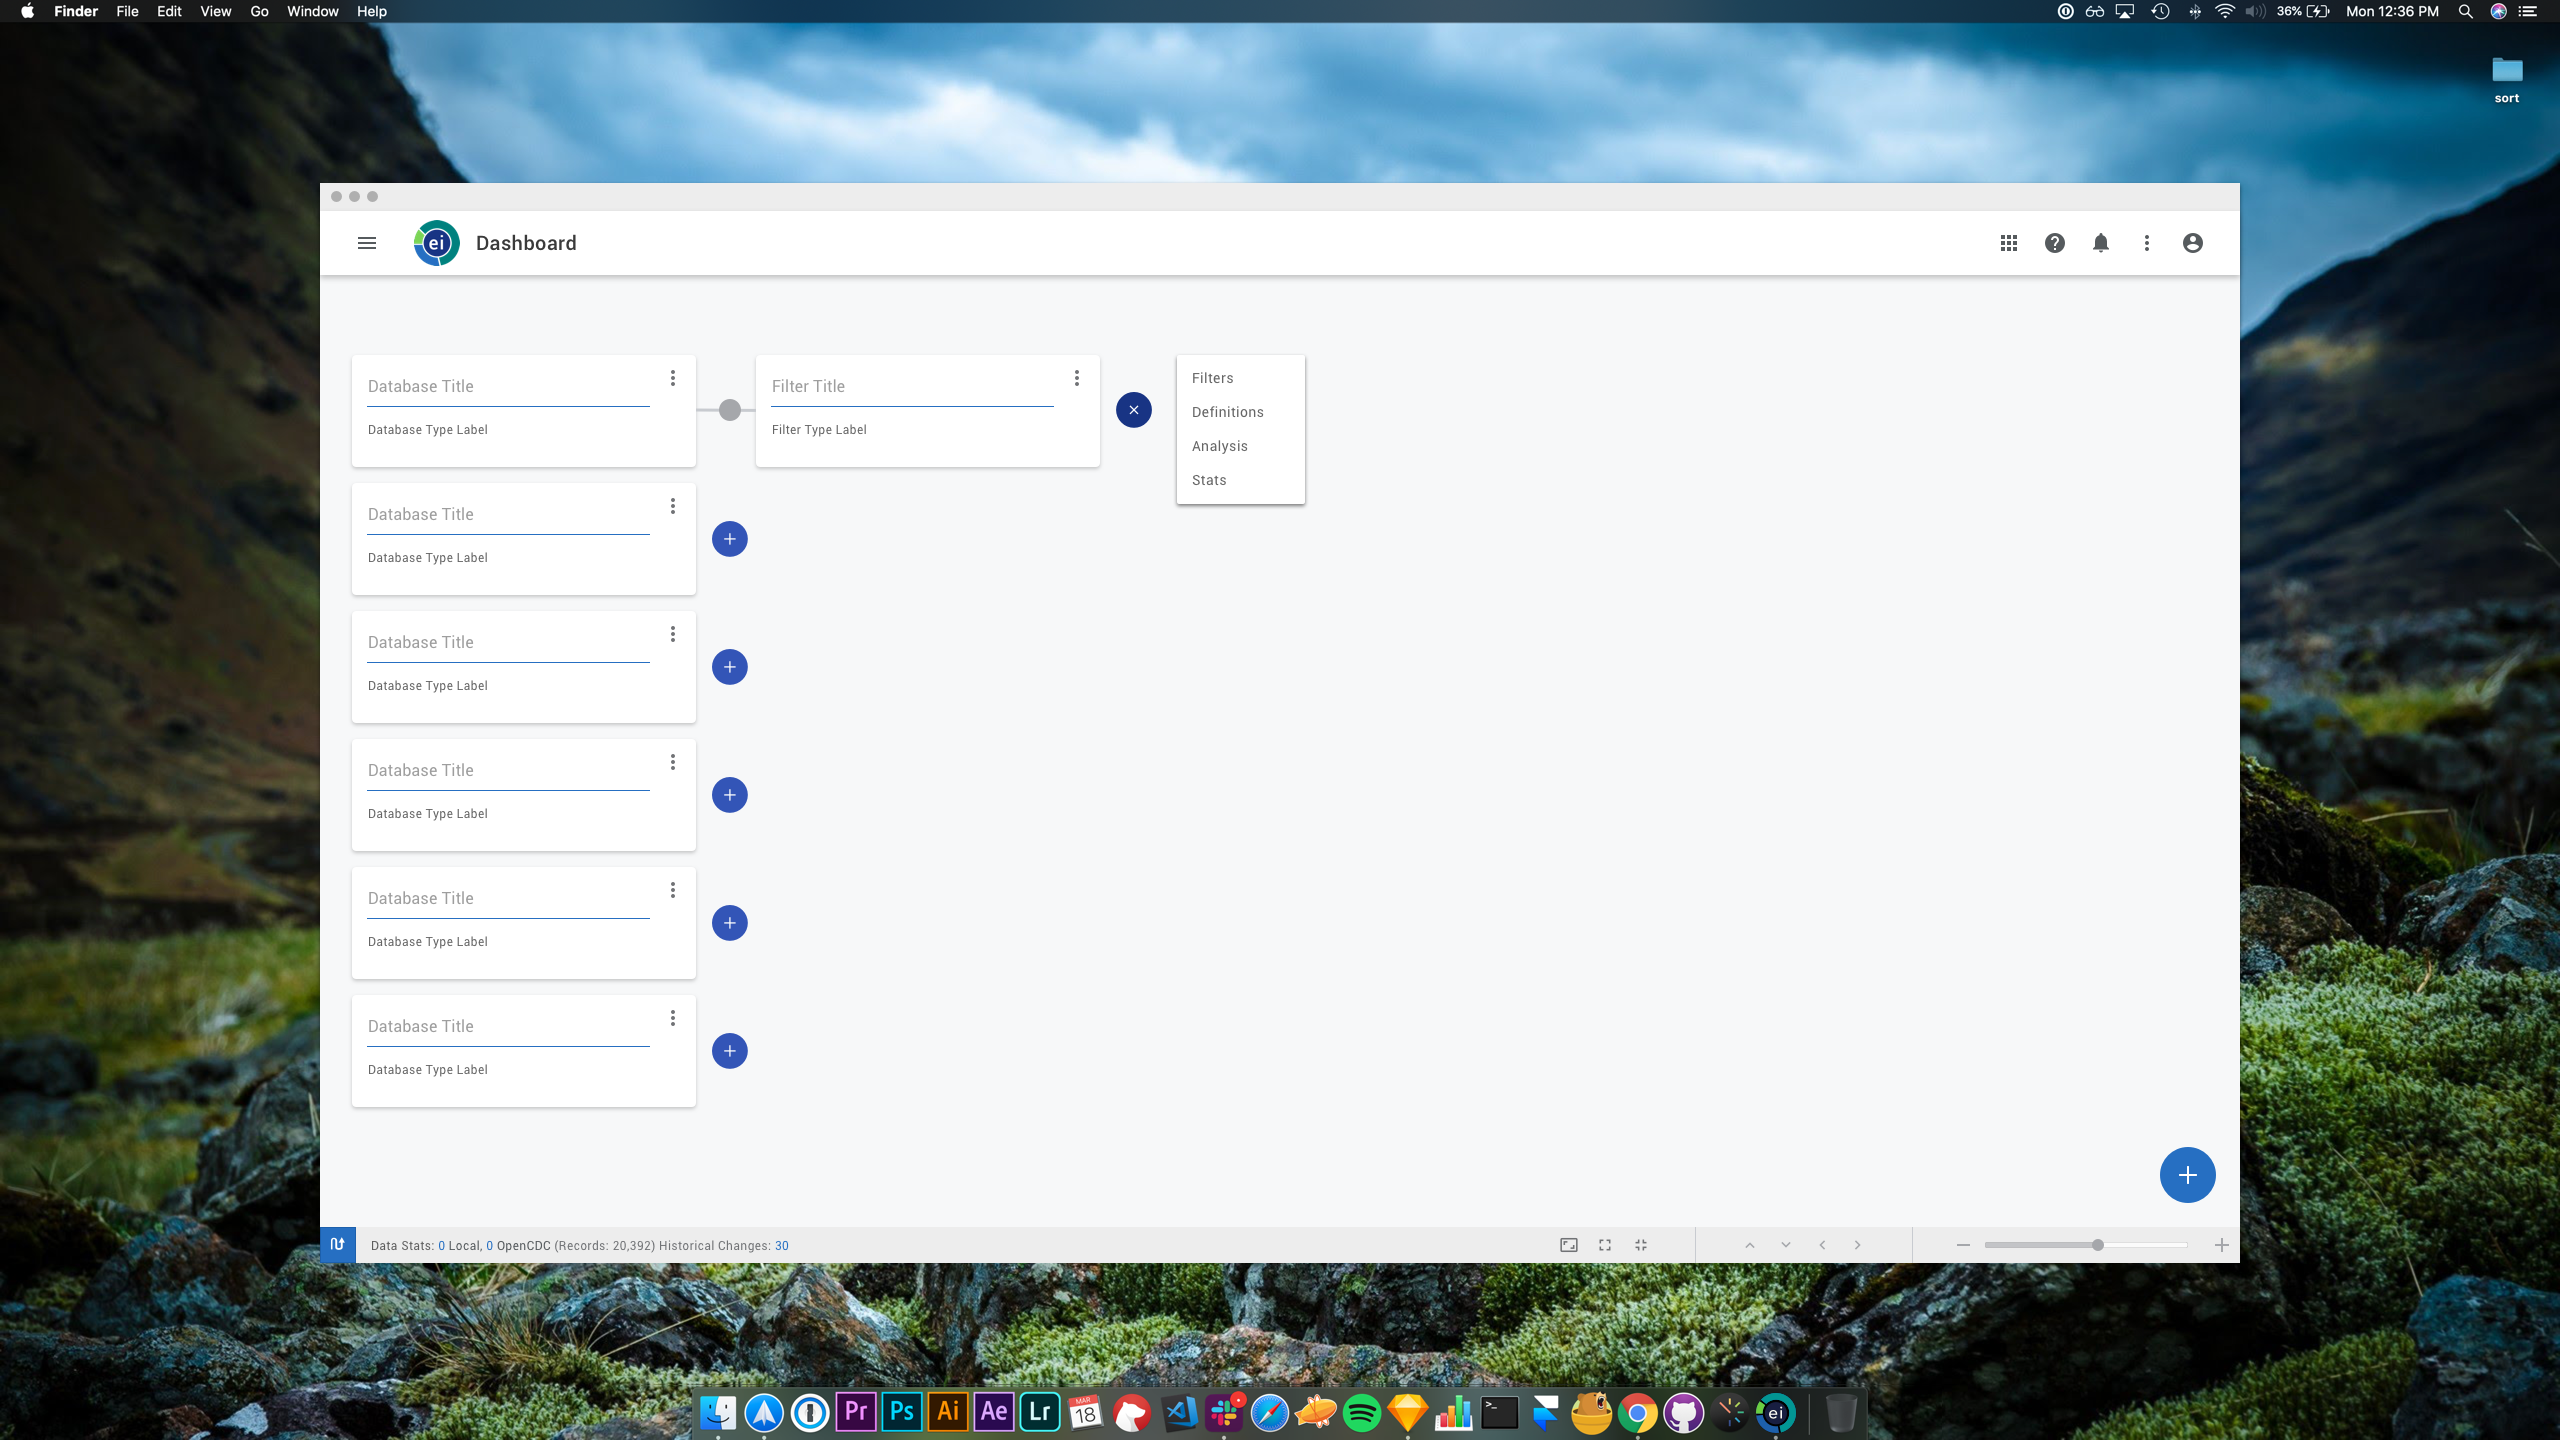 Finder File Edit View Go Window Help
36% Mon 12:36 PM
sort
ei Dashboard
Database Title
Database Type Label
Filter Title
Filter Type Label
Filters
Definitions
Analysis
Stats
Database Title
Database Type Label
Database Title
Database Type Label
Database Title
Database Type Label
Database Title
Database Type Label
Database Title
Database Type Label
Data Stats: 0 Local, 0 OpenCDC (Records: 20,392) Historical Changes: 30
Pr Ps Ai Ae Lr MAR 18 >_ ei